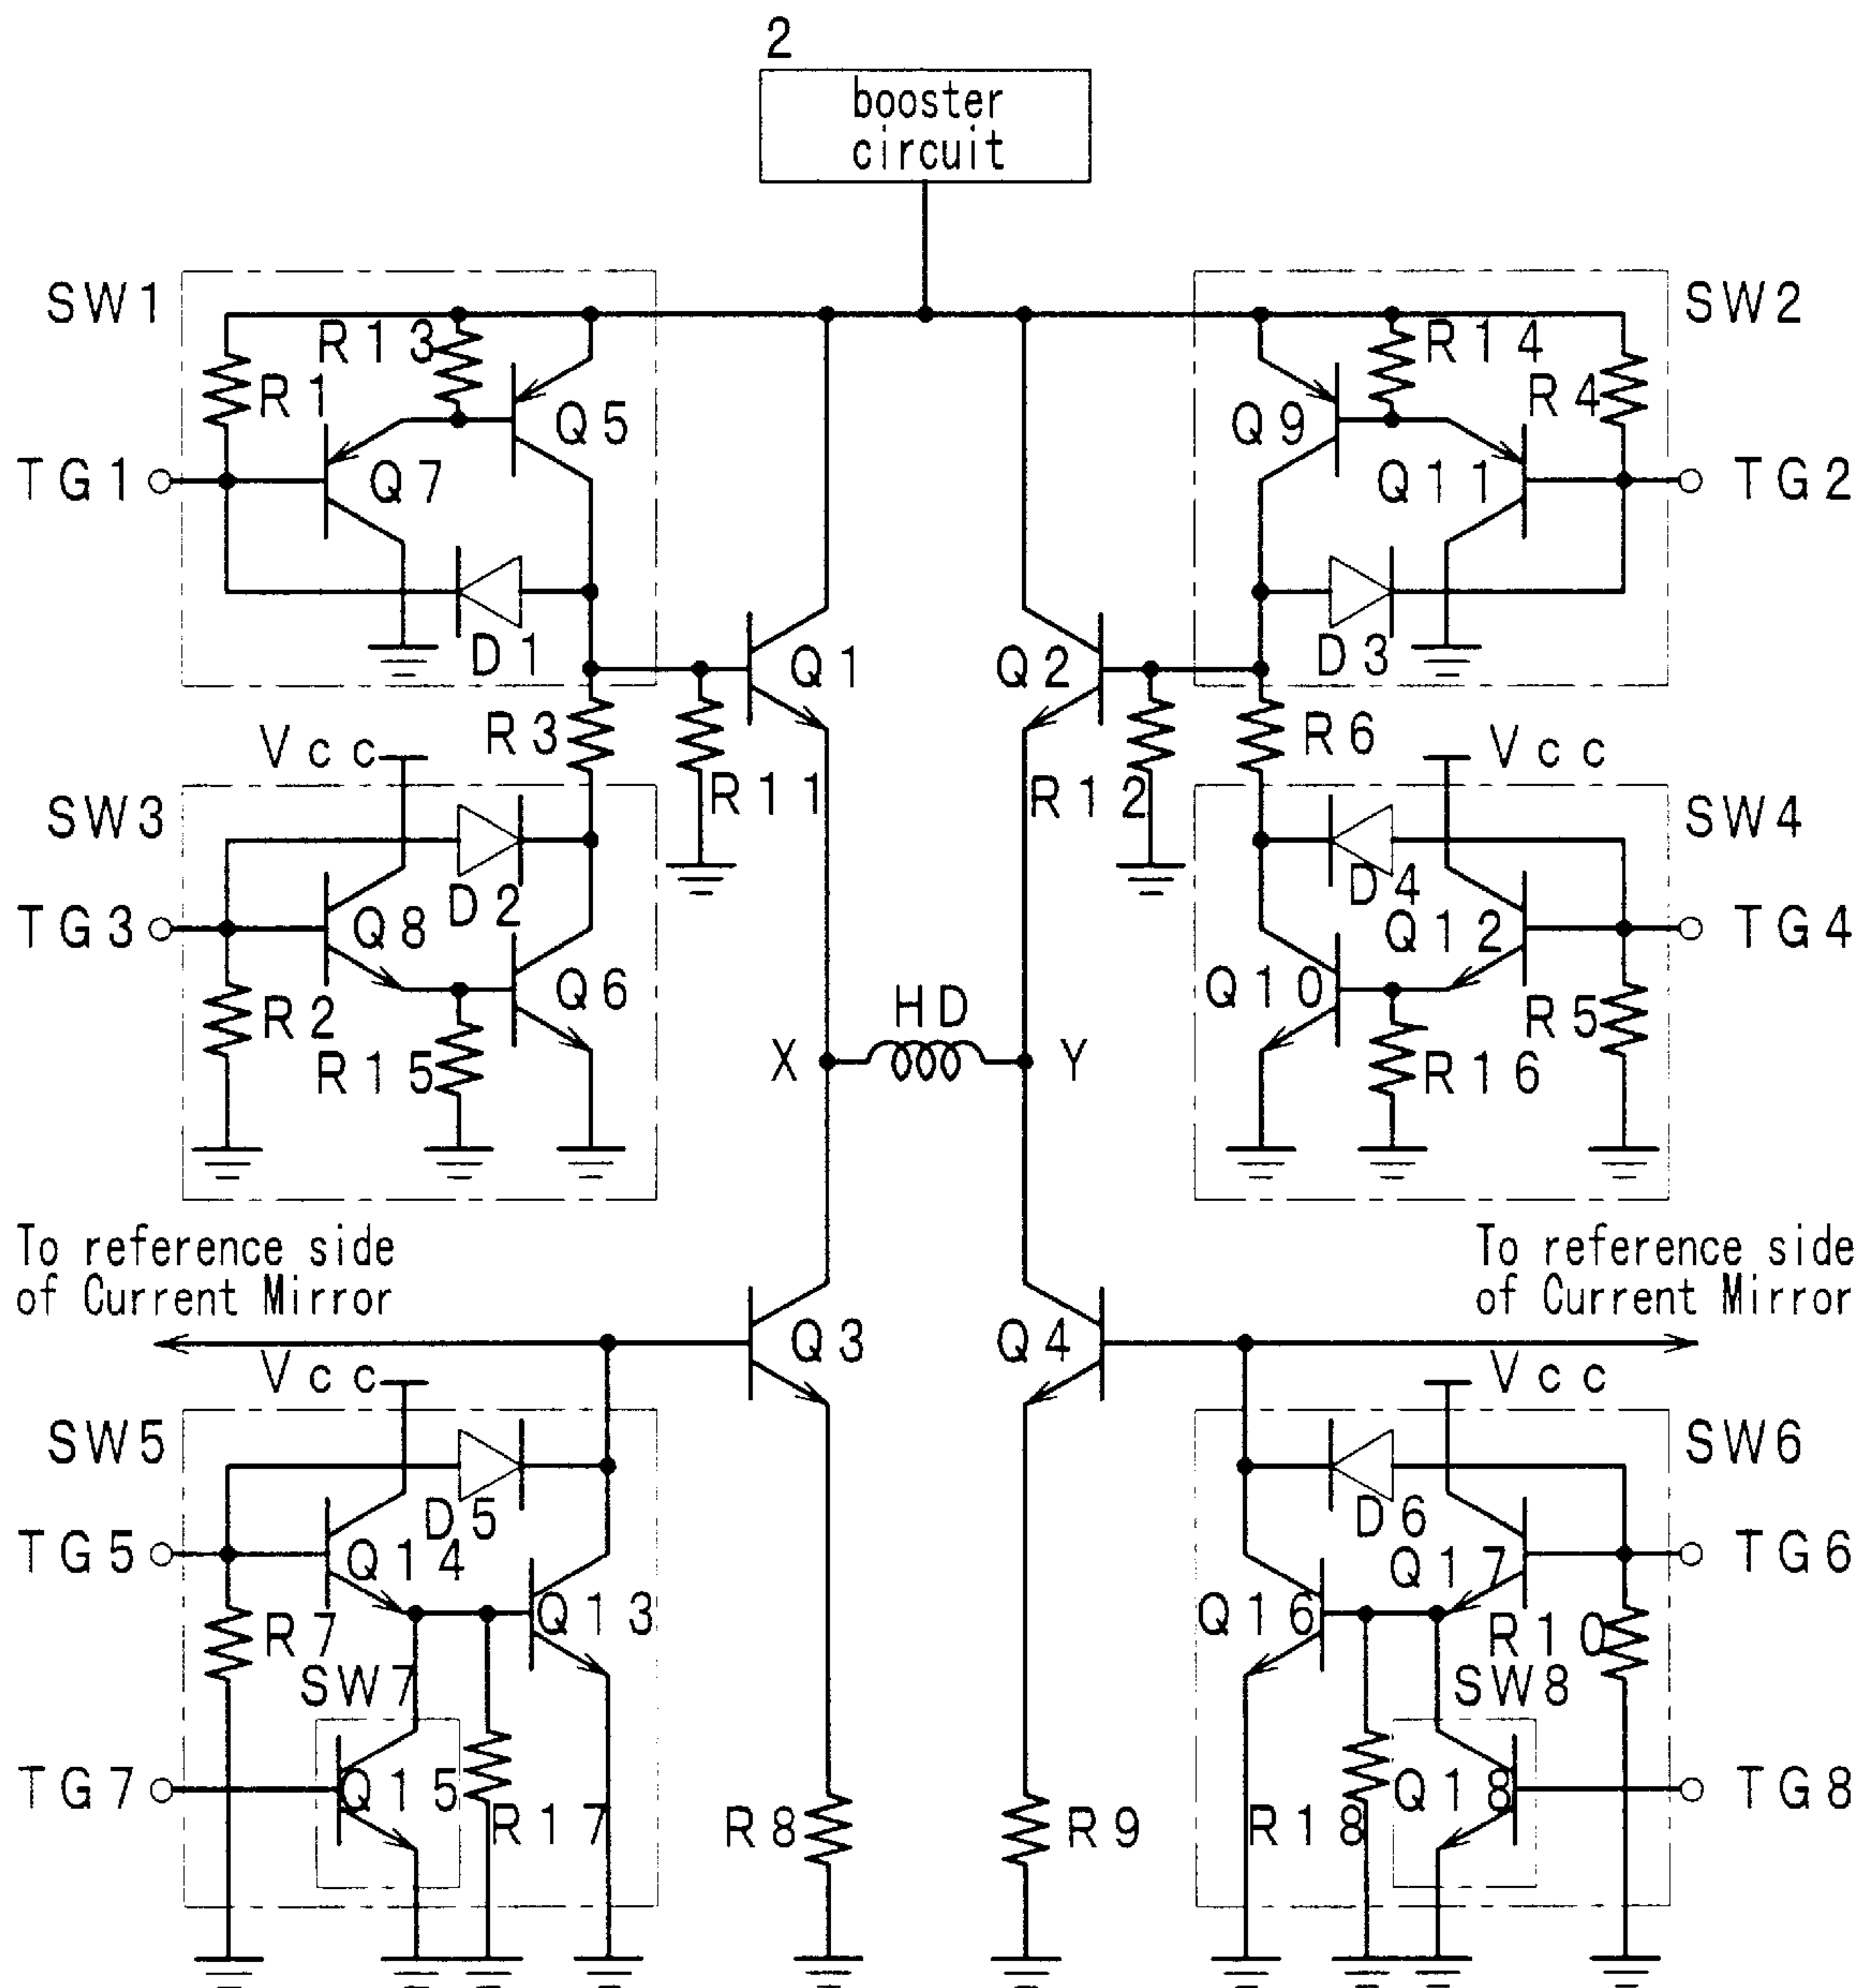 2
booster
circuit
SW1
SW2
R13
R14
R1
R4
Q5
Q9
TG1
Q7
Q11
TG2
D1
D3
Q1
Q2
R3
R6
Vcc
Vcc
R11
R12
SW3
SW4
D2
D4
TG3
Q8
Q12
TG4
Q6
Q10
R2
R5
HD
R15
R16
X
Y
To reference side
of Current Mirror
To reference side
of Current Mirror
Q3
Q4
Vcc
Vcc
SW5
SW6
D5
D6
TG5
Q14
Q17
TG6
Q13
Q16
R7
R10
SW7
SW8
TG7
Q15
Q18
TG8
R17
R8
R9
R18